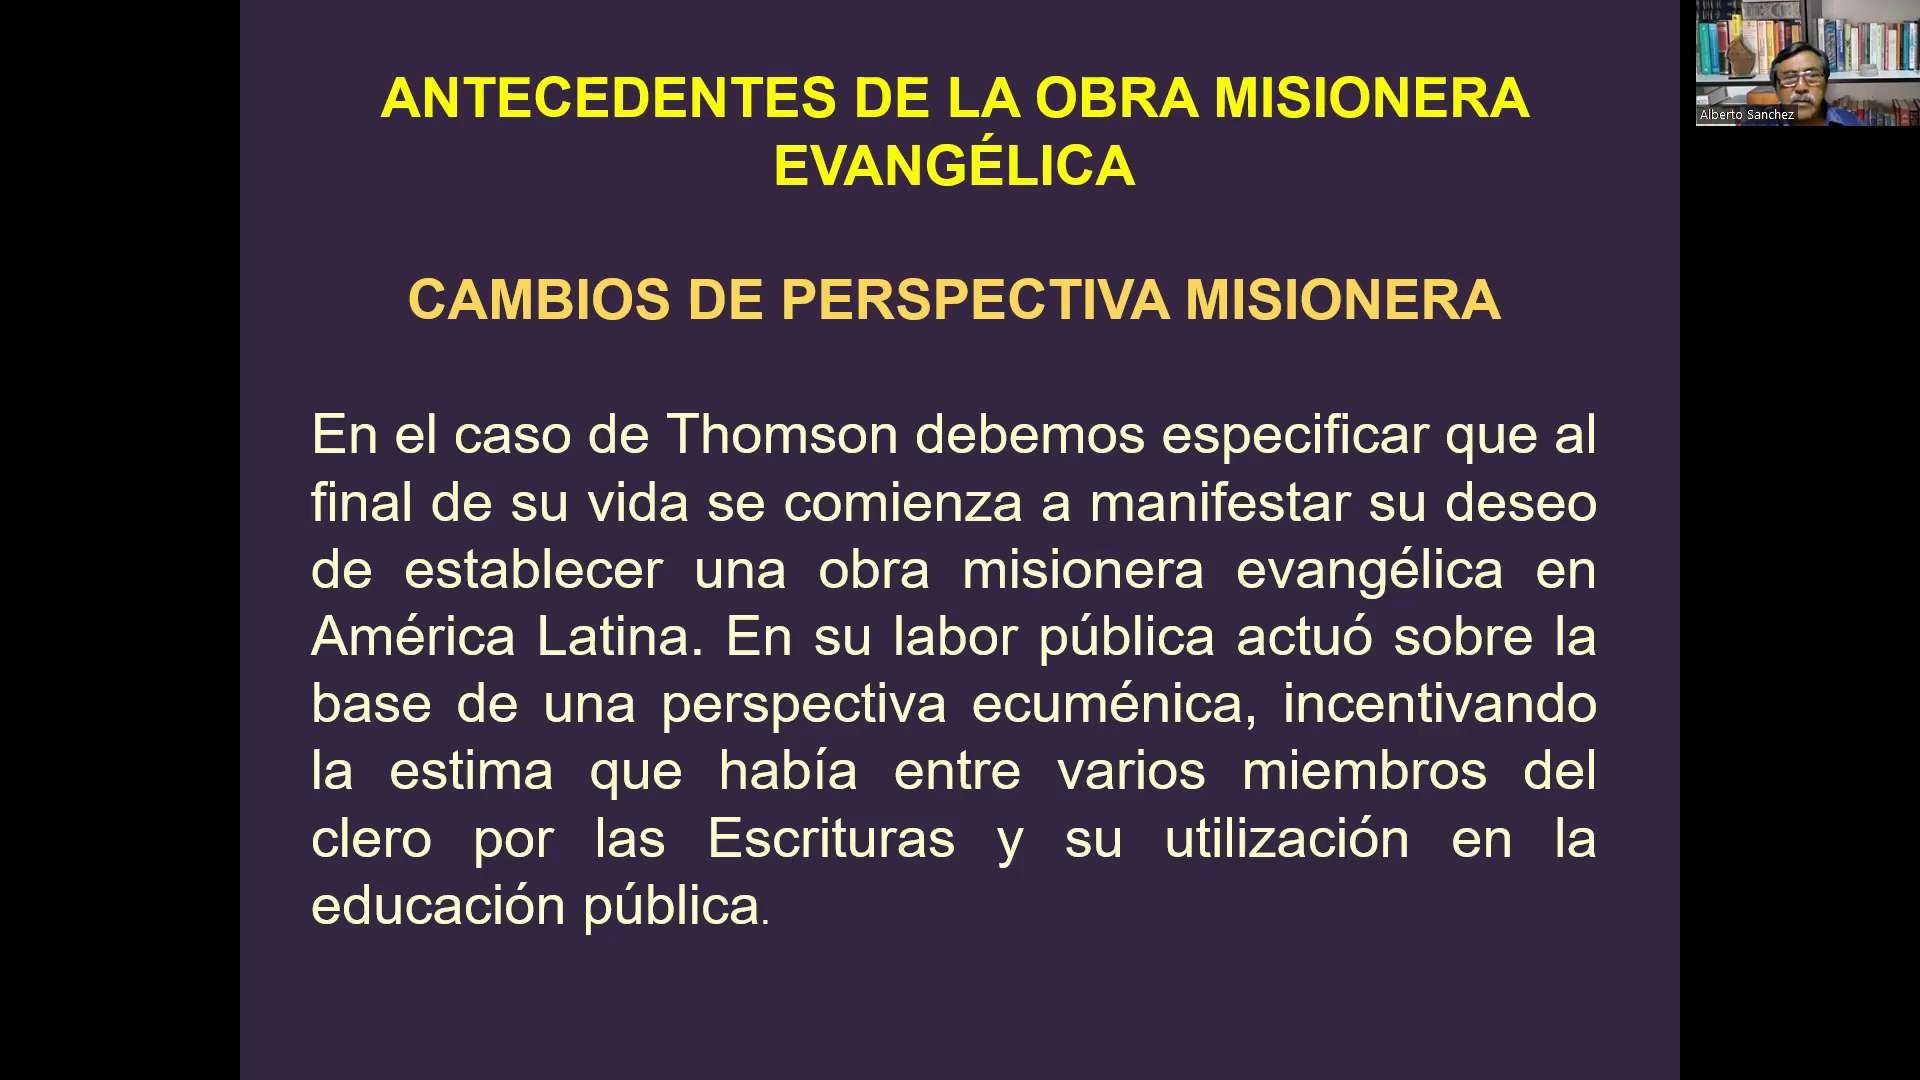 ANTECEDENTES DE LA OBRA MISIONERA
EVANGÉLICA
CAMBIOS DE PERSPECTIVA MISIONERA
En el caso de Thomson debemos especificar que al
final de su vida se comienza a manifestar su deseo
de establecer una obra misionera evangélica en
América Latina. En su labor pública actuó sobre la
base de una perspectiva ecuménica, incentivando
la estima que había entre varios miembros del
clero por las Escrituras y su utilización en la
educación pública.
Alberto Sanchez